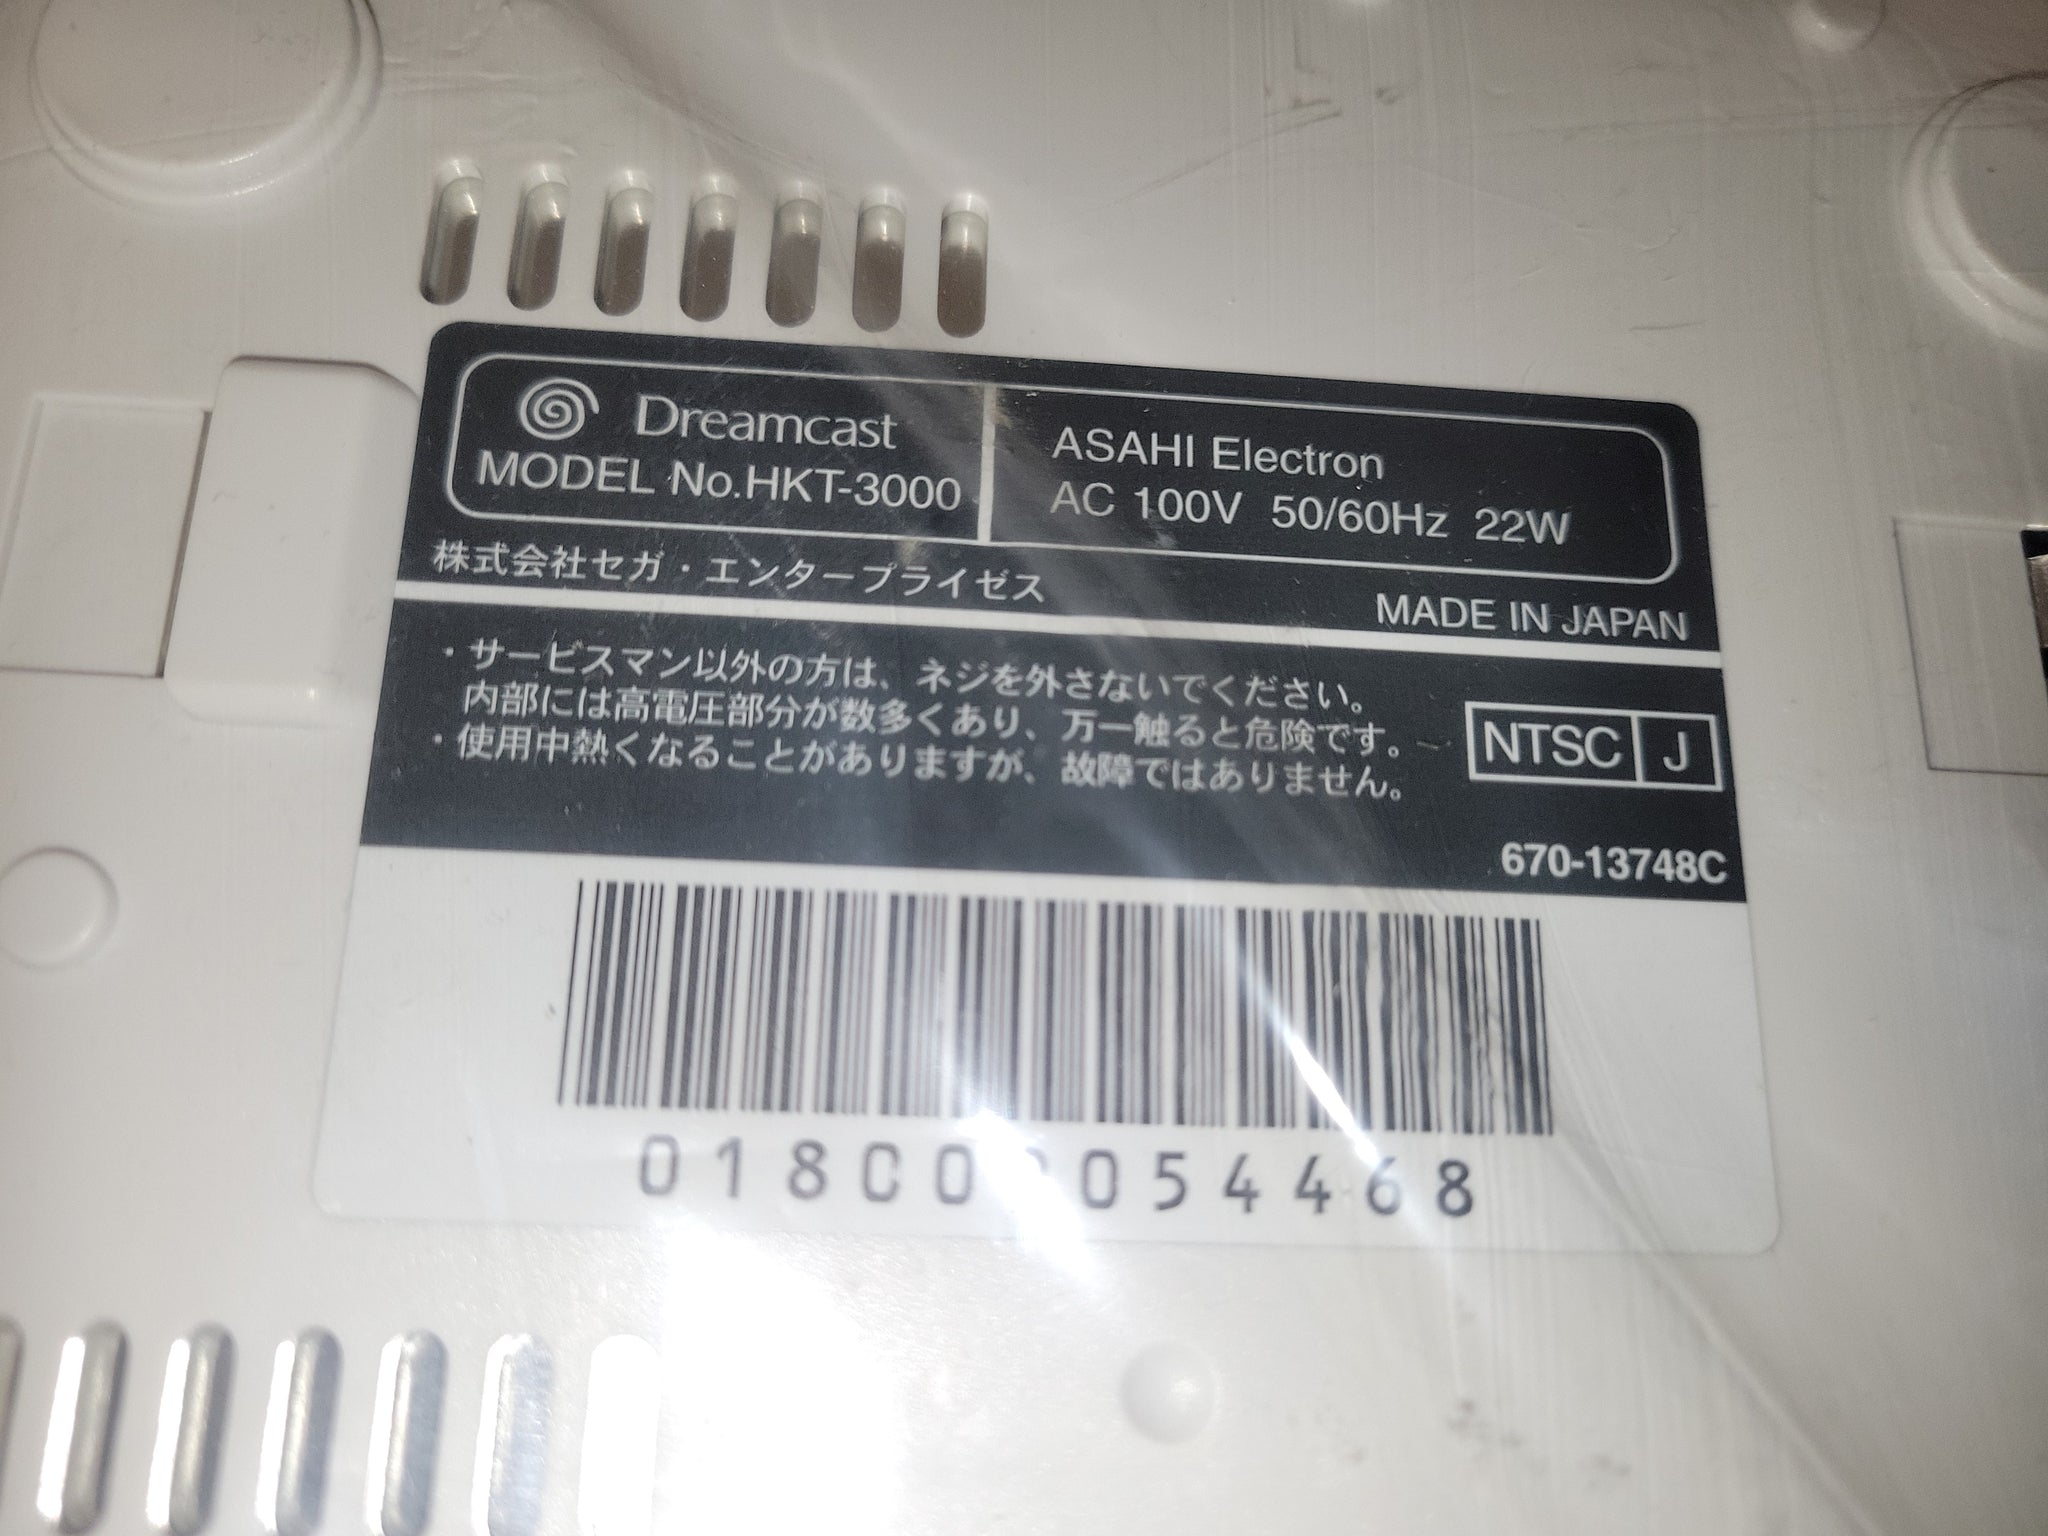 Dreamcast
MODEL No.HKT-3000
ASAHI Electron
AC 100V 50/60Hz 22W
株式会社セガ・エンタープライゼス
MADE IN JAPAN
・サービスマン以外の方は、ネジを外さないでください。
内部には高電圧部分が数多くあり、万一触ると危険です。
・使用中熱くなることがありますが、故障ではありません。
NTSC J
670-13748C